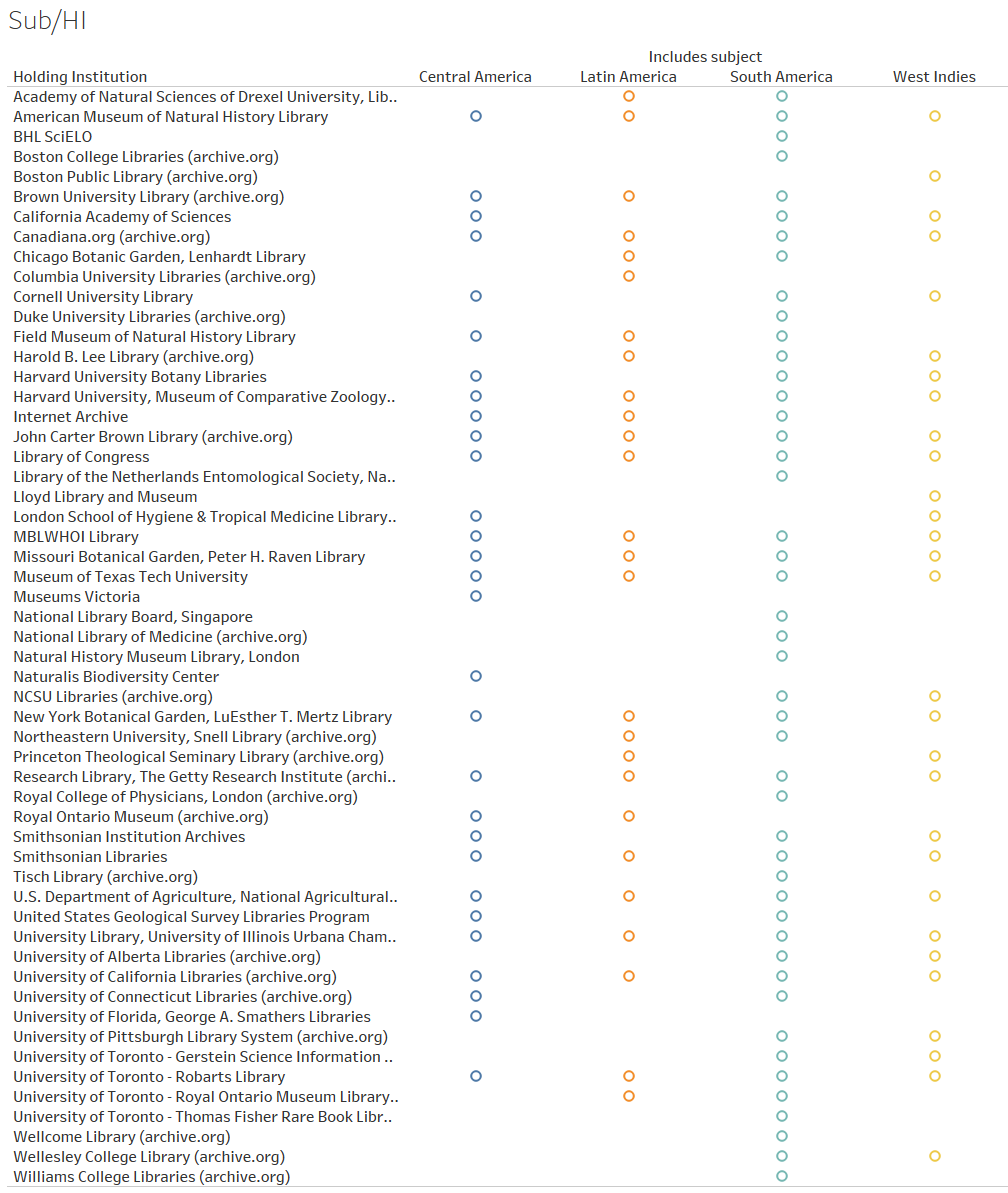 Sub/HI
Includes subject
Holding Institution Central America Latin America South America West Indies
Academy of Natural Sciences of Drexel University, Lib..
American Museum of Natural History Library
BHL SciELO
Boston College Libraries (archive.org)
Boston Public Library (archive.org)
Brown University Library (archive.org)
California Academy of Sciences
Canadiana.org (archive.org)
Chicago Botanic Garden, Lenhardt Library
Columbia University Libraries (archive.org)
Cornell University Library
Duke University Libraries (archive.org)
Field Museum of Natural History Library
Harold B. Lee Library (archive.org)
Harvard University Botany Libraries
Harvard University, Museum of Comparative Zoology..
Internet Archive
John Carter Brown Library (archive.org)
Library of Congress
Library of the Netherlands Entomological Society, Na..
Lloyd Library and Museum
London School of Hygiene & Tropical Medicine Library..
MBLWHOI Library
Missouri Botanical Garden, Peter H. Raven Library
Museum of Texas Tech University
Museums Victoria
National Library Board, Singapore
National Library of Medicine (archive.org)
Natural History Museum Library, London
Naturalis Biodiversity Center
NCSU Libraries (archive.org)
New York Botanical Garden, LuEsther T. Mertz Library
Northeastern University, Snell Library (archive.org)
Princeton Theological Seminary Library (archive.org)
Research Library, The Getty Research Institute (archi..
Royal College of Physicians, London (archive.org)
Royal Ontario Museum (archive.org)
Smithsonian Institution Archives
Smithsonian Libraries
Tisch Library (archive.org)
U.S. Department of Agriculture, National Agricultural..
United States Geological Survey Libraries Program
University Library, University of Illinois Urbana Cham..
University of Alberta Libraries (archive.org)
University of California Libraries (archive.org)
University of Connecticut Libraries (archive.org)
University of Florida, George A. Smathers Libraries
University of Pittsburgh Library System (archive.org)
University of Toronto - Gerstein Science Information ..
University of Toronto - Robarts Library
University of Toronto - Royal Ontario Museum Library..
University of Toronto - Thomas Fisher Rare Book Libr..
Wellcome Library (archive.org)
Wellesley College Library (archive.org)
Williams College Libraries (archive.org)